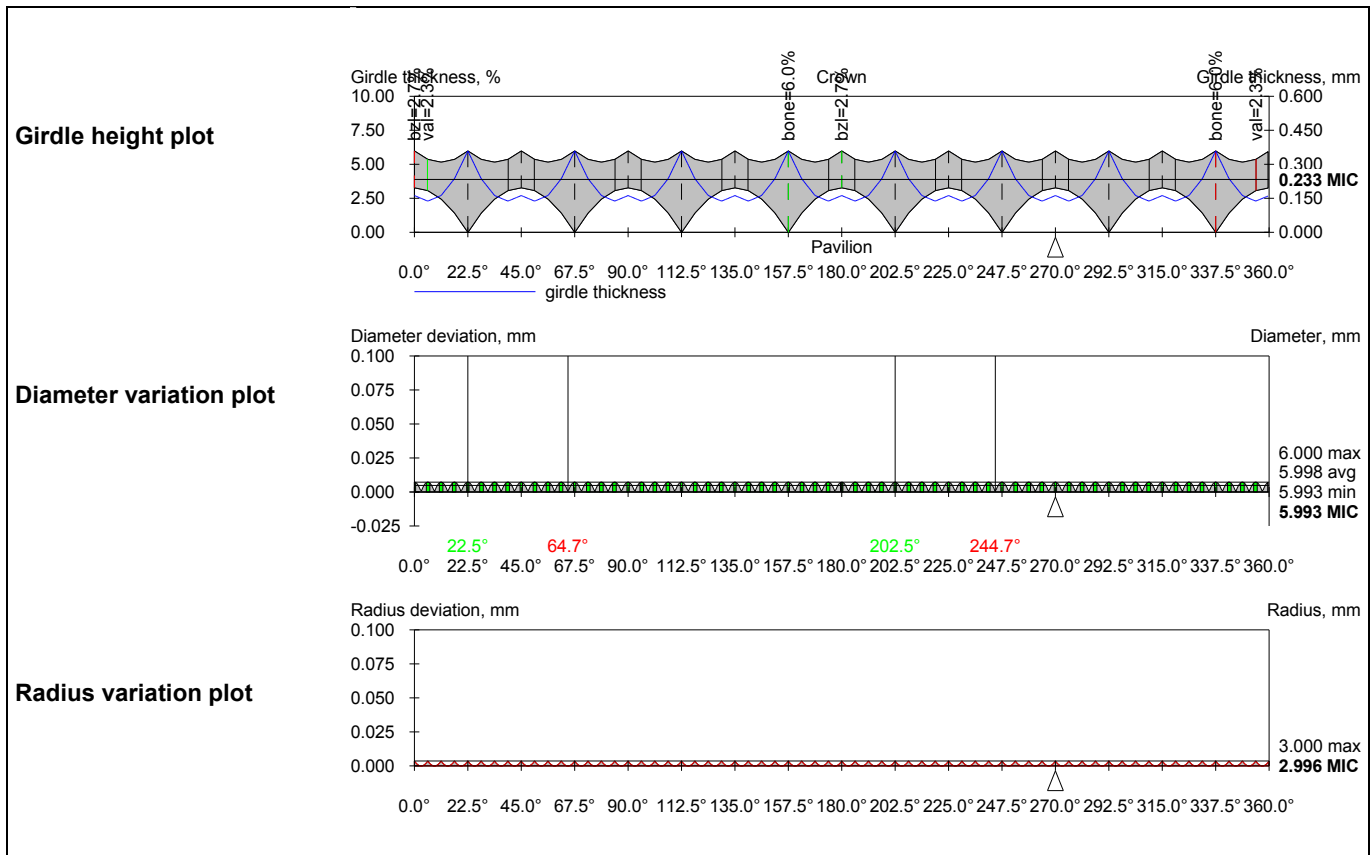 Girdle height plot
Girdle thickness, %
Crown
Girdle thickness, mm
bzl=2.7%
val=2.3%
bone=6.0%
bzl=2.7%
bone=6.0%
val=2.3%
10.00
7.50
5.00
2.50
0.00
0.600
0.450
0.300
0.233 MIC
0.150
0.000
Pavilion
0.0° 22.5° 45.0° 67.5° 90.0° 112.5° 135.0° 157.5° 180.0° 202.5° 225.0° 247.5° 270.0° 292.5° 315.0° 337.5° 360.0°
girdle thickness
Diameter variation plot
Diameter deviation, mm
Diameter, mm
0.100
0.075
0.050
0.025
0.000
-0.025
6.000 max
5.998 avg
5.993 min
5.993 MIC
22.5° 64.7° 202.5° 244.7°
0.0° 22.5° 45.0° 67.5° 90.0° 112.5° 135.0° 157.5° 180.0° 202.5° 225.0° 247.5° 270.0° 292.5° 315.0° 337.5° 360.0°
Radius variation plot
Radius deviation, mm
Radius, mm
0.100
0.075
0.050
0.025
0.000
3.000 max
2.996 MIC
0.0° 22.5° 45.0° 67.5° 90.0° 112.5° 135.0° 157.5° 180.0° 202.5° 225.0° 247.5° 270.0° 292.5° 315.0° 337.5° 360.0°